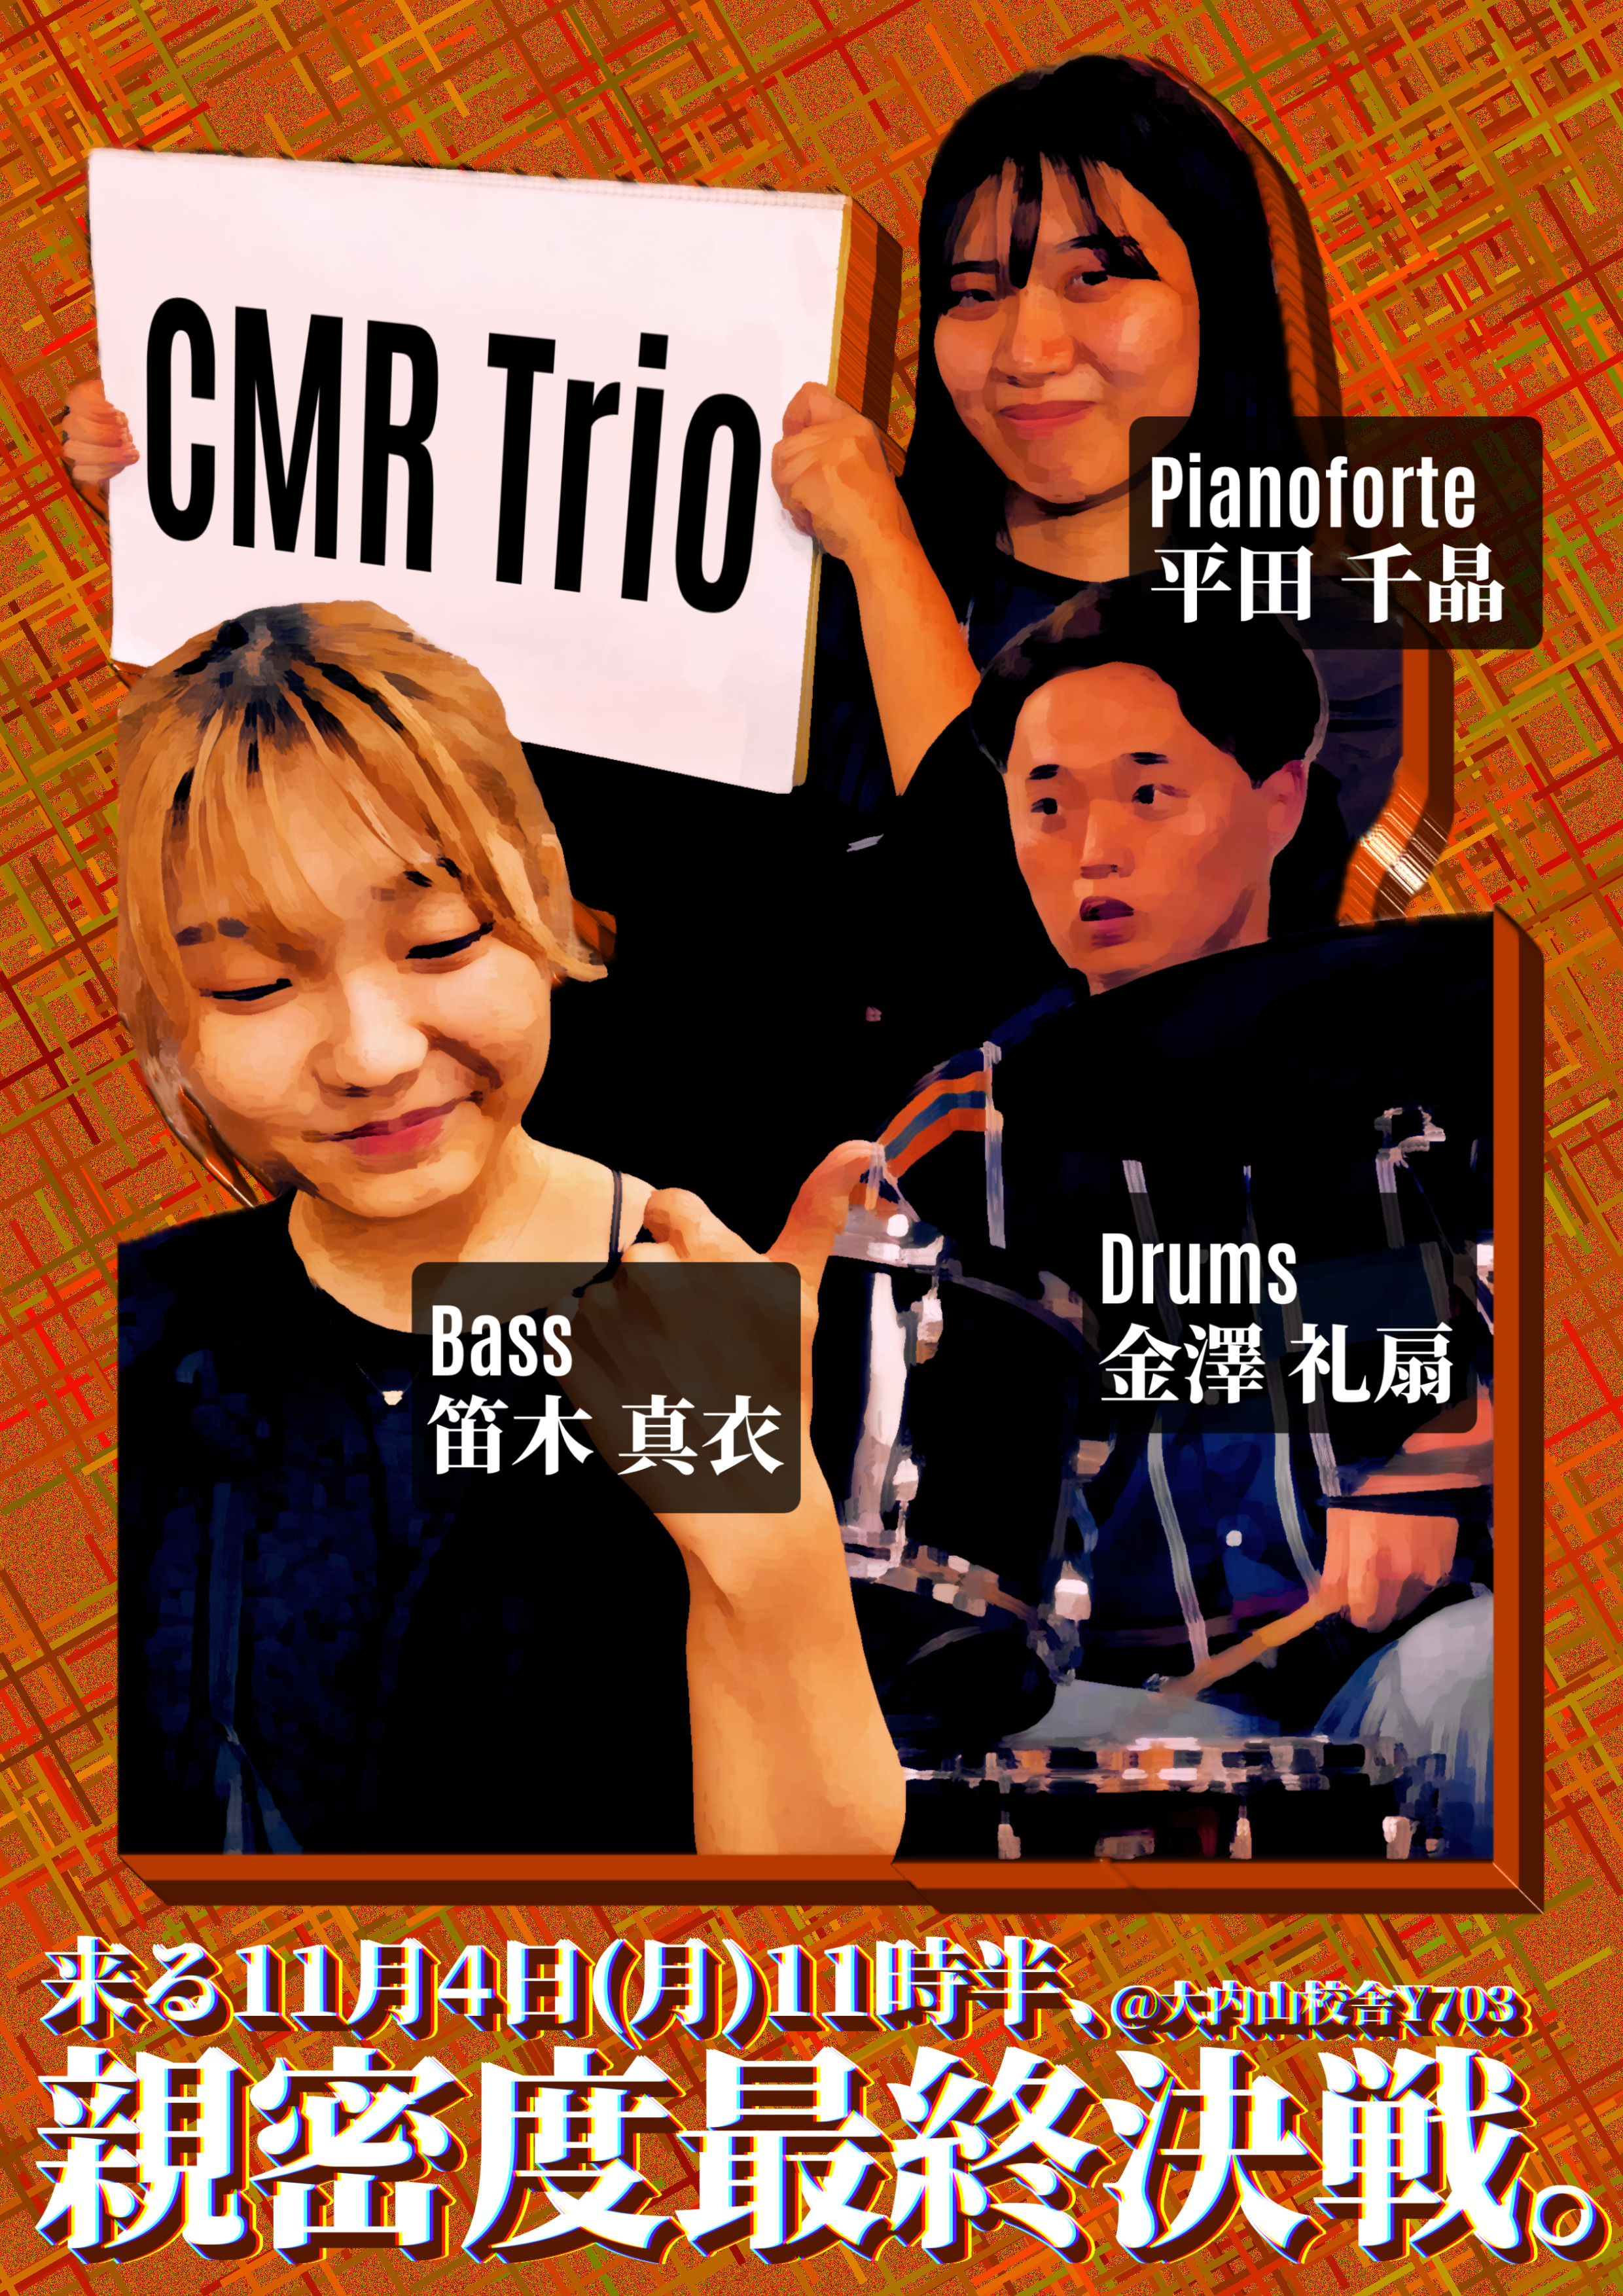 CMR Trio
Pianoforte
平田 千晶
Bass
笛木 真衣
Drums
金澤 礼扇
来る11月4日(月)11時半、@大内山校舎Y703
親密度最終決戦。